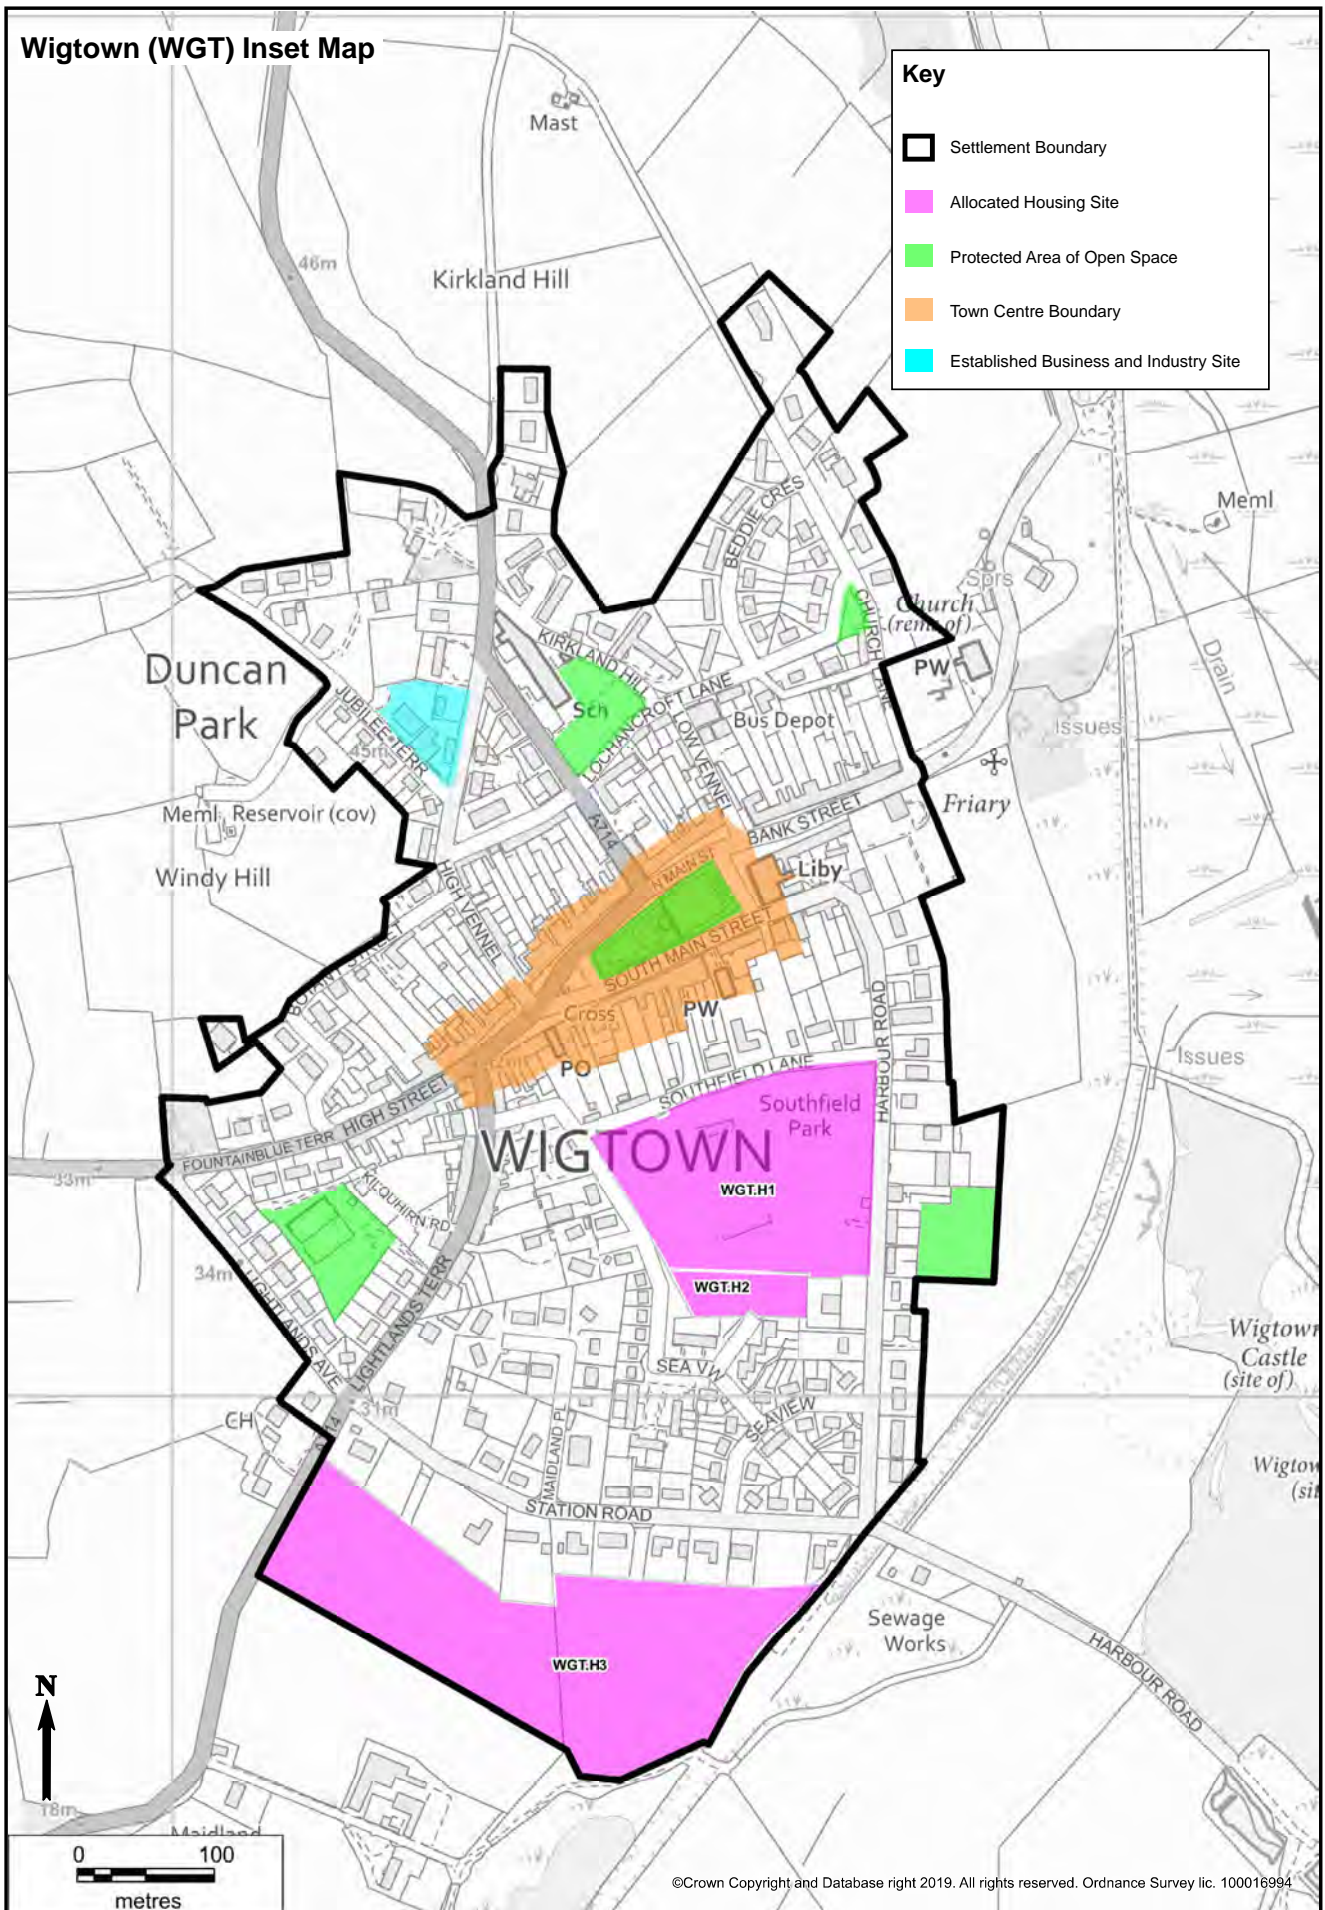 Wigtown (WGT) Inset Map
Key
Settlement Boundary
Allocated Housing Site
Protected Area of Open Space
Town Centre Boundary
Established Business and Industry Site
Mast
46m
Kirkland Hill
BEDDIE CRES
Meml
Sprs
Church
(rems of)
CHURCH LANE
PW
Drain
KIRKLAND HILL
Duncan
Park
JUBILEE TERR
45m
Sch
LOCHANCROFT LANE
LOW VENNEL
Bus Depot
Issues
Meml
Reservoir (cov)
A714
BANK STREET
Friary
Windy Hill
HIGH VENNEL
N MAIN ST
Liby
SOUTH MAIN STREET
Cross
PW
HARBOUR ROAD
PO
SOUTHFIELD LANE
Issues
HIGH STREET
Southfield
Park
WIGTOWN
FOUNTAINBLUE TERR
33m
KILQUHIRN RD
WGT.H1
34m
LIGHTLANDS AVE
LIGHTLANDS TERR
WGT.H2
Wigtown
Castle
(site of)
SEA VW
SEAVIEW
31m
CH
MAIDLAND PL
STATION ROAD
WGT.H3
Sewage
Works
HARBOUR ROAD
N
18m
Maidland
0 100
metres
©Crown Copyright and Database right 2019. All rights reserved. Ordnance Survey lic. 100016994